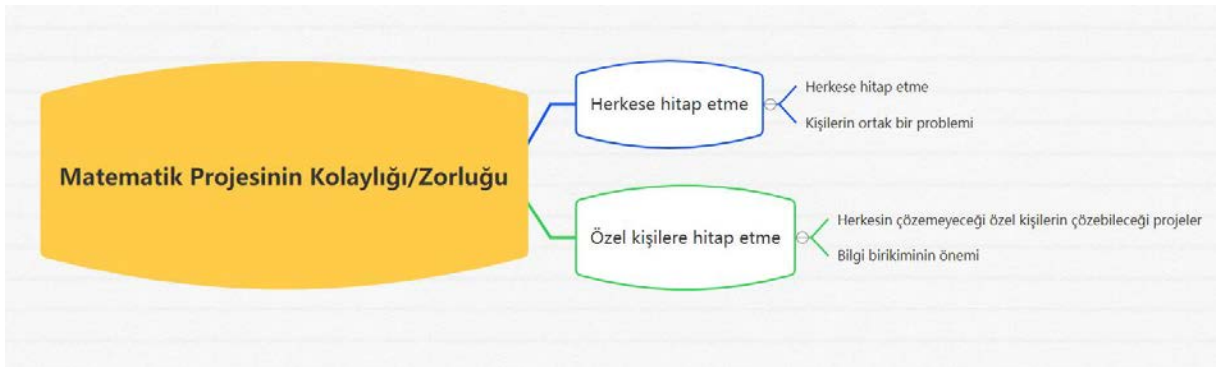 Matematik Projesinin Kolaylığı/Zorluğu
Herkese hitap etme
Herkese hitap etme
Kişilerin ortak bir problemi
Özel kişilere hitap etme
Herkesin çözemeyeceği özel kişilerin çözebileceği projeler
Bilgi birikiminin önemi